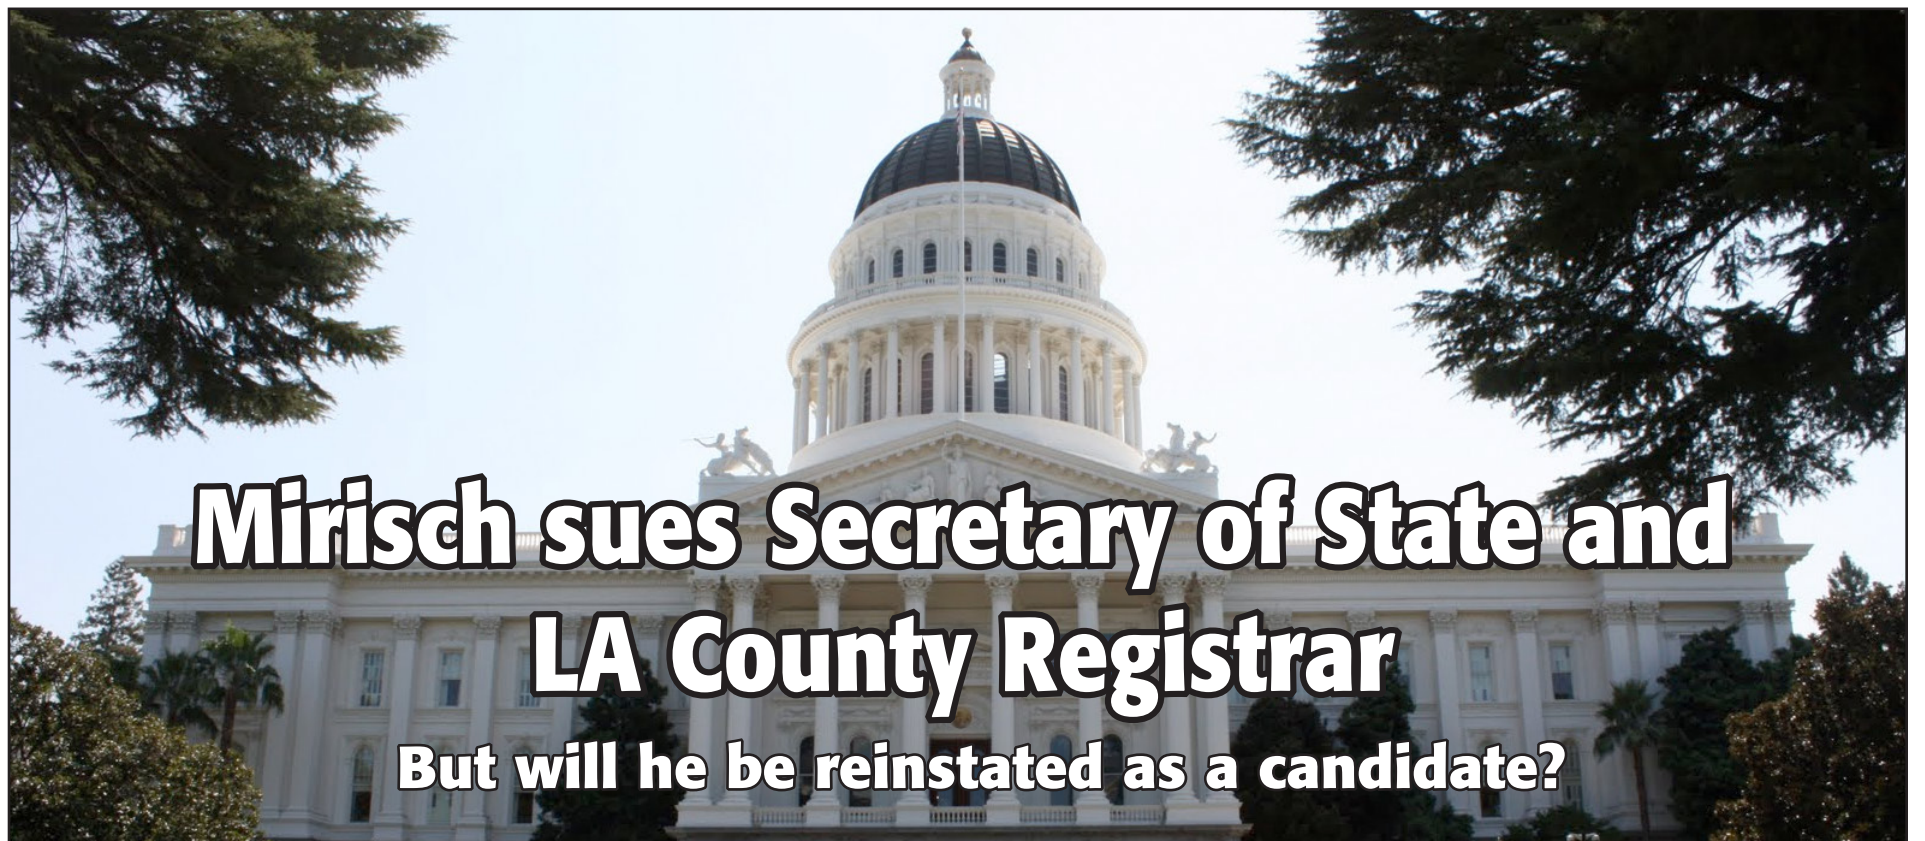 Mirisch sues Secretary of State and
LA County Registrar
But will he be reinstated as a candidate?